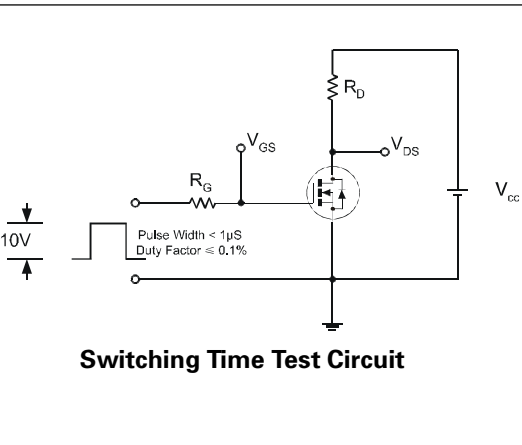 R_D
V_GS
V_DS
R_G
V_cc
10V
Pulse Width < 1µS
Duty Factor ≤ 0.1%
Switching Time Test Circuit